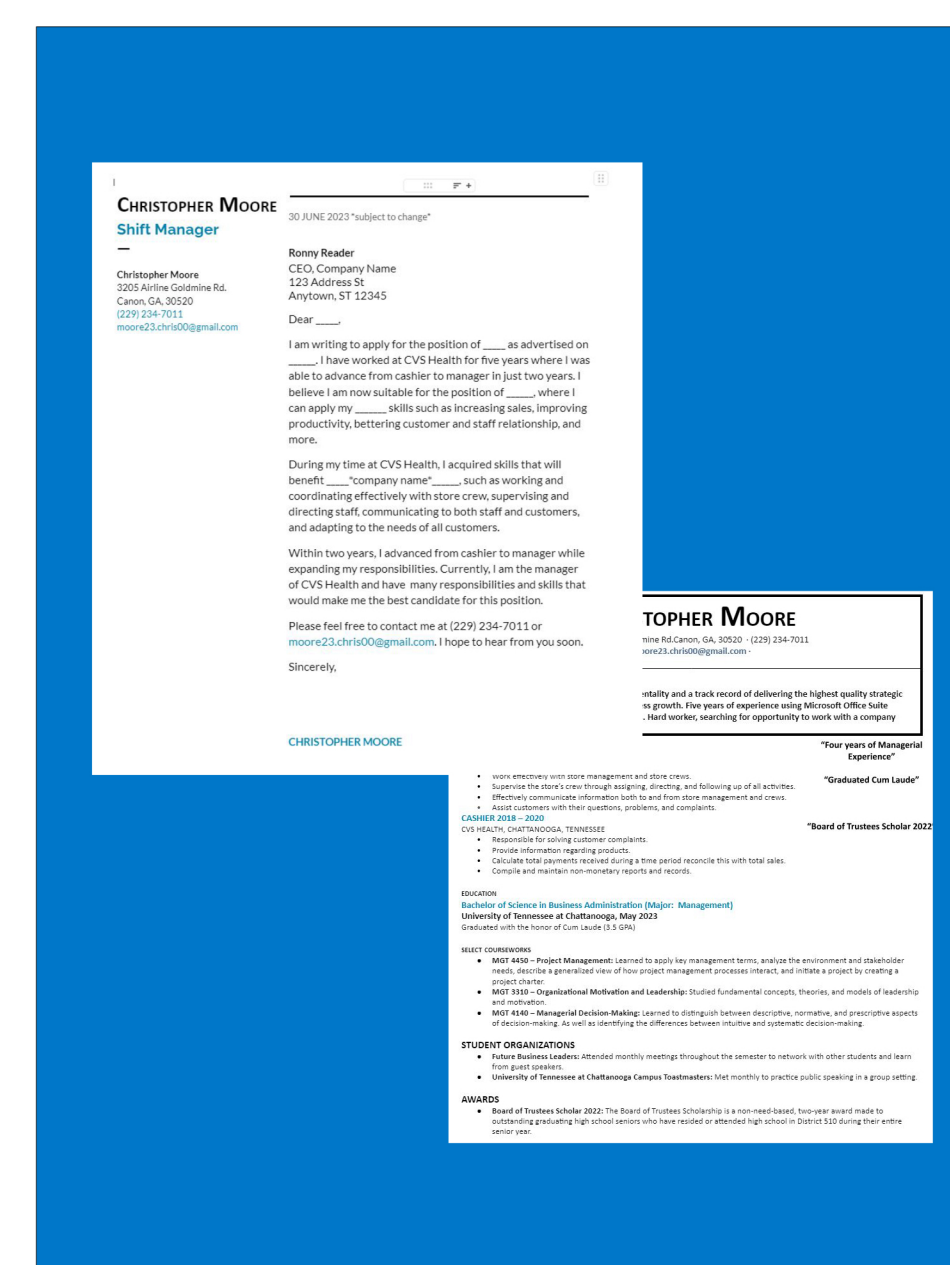 CHRISTOPHER MOORE
Shift Manager
Christopher Moore
3205 Airline Goldmine Rd.
Canon, GA, 30520
(229) 234-7011
moore23.chris00@gmail.com
30 JUNE 2023 *subject to change*
Ronny Reader
CEO, Company Name
123 Address St
Anytown, ST 12345
Dear _____,
I am writing to apply for the position of _____ as advertised on
______. I have worked at CVS Health for five years where I was
able to advance from cashier to manager in just two years. I
believe I am now suitable for the position of ______, where I
can apply my _______ skills such as increasing sales, improving
productivity, bettering customer and staff relationship, and
more.
During my time at CVS Health, I acquired skills that will
benefit _____*company name*______, such as working and
coordinating effectively with store crew, supervising and
directing staff, communicating to both staff and customers,
and adapting to the needs of all customers.
Within two years, I advanced from cashier to manager while
expanding my responsibilities. Currently, I am the manager
of CVS Health and have many responsibilities and skills that
would make me the best candidate for this position.
Please feel free to contact me at (229) 234-7011 or
moore23.chris00@gmail.com. I hope to hear from you soon.
Sincerely,
CHRISTOPHER MOORE
TOPHER MOORE
mine Rd.Canon, GA, 30520 · (229) 234-7011
oore23.chris00@gmail.com ·
entality and a track record of delivering the highest quality strategic
ss growth. Five years of experience using Microsoft Office Suite
. Hard worker, searching for opportunity to work with a company
"Four years of Managerial
Experience"
"Graduated Cum Laude"
"Board of Trustees Scholar 2022"
• Work effectively with store management and store crews.
• Supervise the store's crew through assigning, directing, and following up of all activities.
• Effectively communicate information both to and from store management and crews.
• Assist customers with their questions, problems, and complaints.
CASHIER 2018 – 2020
CVS HEALTH, CHATTANOOGA, TENNESSEE
• Responsible for solving customer complaints.
• Provide information regarding products.
• Calculate total payments received during a time period reconcile this with total sales.
• Compile and maintain non-monetary reports and records.
EDUCATION
Bachelor of Science in Business Administration (Major: Management)
University of Tennessee at Chattanooga, May 2023
Graduated with the honor of Cum Laude (3.5 GPA)
SELECT COURSEWORKS
• MGT 4450 – Project Management: Learned to apply key management terms, analyze the environment and stakeholder
needs, describe a generalized view of how project management processes interact, and initiate a project by creating a
project charter.
• MGT 3310 – Organizational Motivation and Leadership: Studied fundamental concepts, theories, and models of leadership
and motivation.
• MGT 4140 – Managerial Decision-Making: Learned to distinguish between descriptive, normative, and prescriptive aspects
of decision-making. As well as identifying the differences between intuitive and systematic decision-making.
STUDENT ORGANIZATIONS
• Future Business Leaders: Attended monthly meetings throughout the semester to network with other students and learn
from guest speakers.
• University of Tennessee at Chattanooga Campus Toastmasters: Met monthly to practice public speaking in a group setting.
AWARDS
• Board of Trustees Scholar 2022: The Board of Trustees Scholarship is a non-need-based, two-year award made to
outstanding graduating high school seniors who have resided or attended high school in District 510 during their entire
senior year.